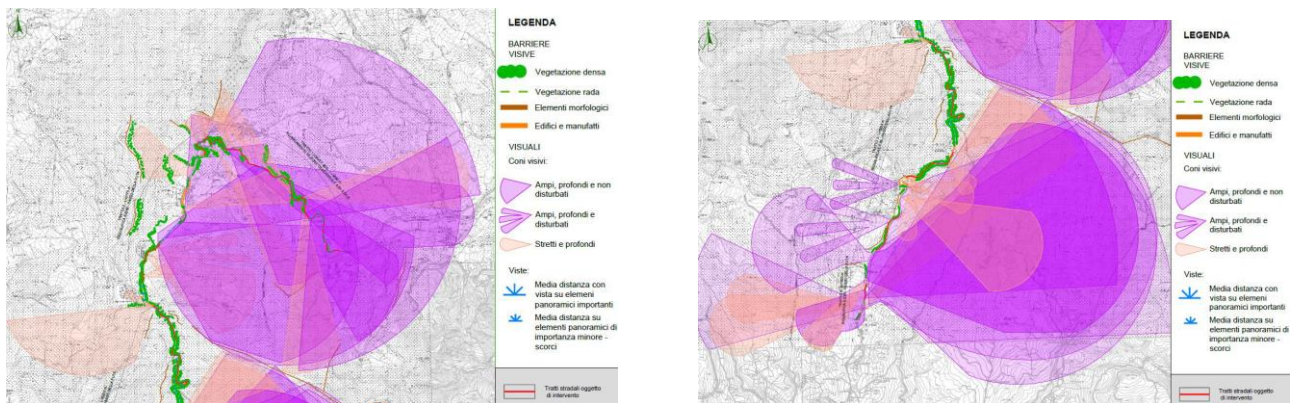 LEGENDA
BARRIERE
VISIVE
Vegetazione densa
Vegetazione rada
Elementi morfologici
Edifici e manufatti
VISUALI
Coni visivi:
Ampi, profondi e non
disturbati
Ampi, profondi e
disturbati
Stretti e profondi
Viste:
Media distanza con
vista su elemeni
panoramici importanti
Media distanza su
elementi panoramici di
importanza minore -
scorci
Tratti stradali oggetto
di intervento
LEGENDA
BARRIERE
VISIVE
Vegetazione densa
Vegetazione rada
Elementi morfologici
Edifici e manufatti
VISUALI
Coni visivi:
Ampi, profondi e non
disturbati
Ampi, profondi e
disturbati
Stretti e profondi
Viste:
Media distanza con
vista su elemeni
panoramici importanti
Media distanza su
elementi panoramici di
importanza minore -
scorci
Tratti stradali oggetto
di intervento